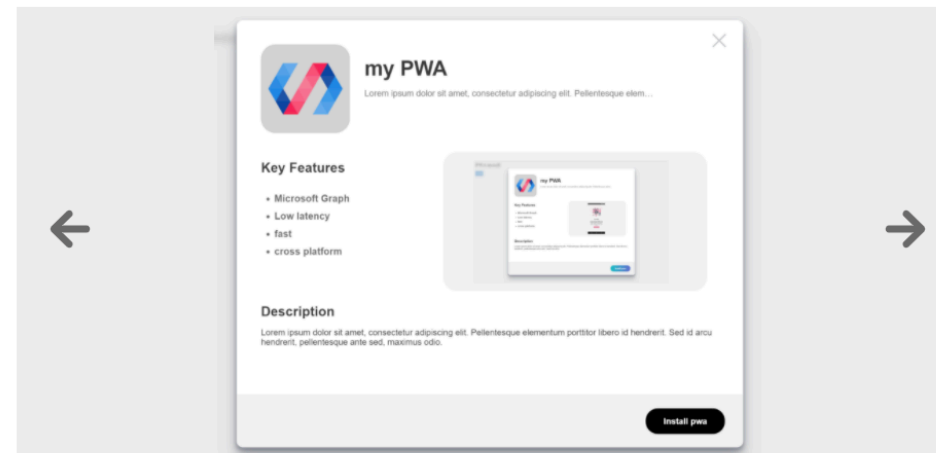 my PWA
Lorem ipsum dolor sit amet, consectetur adipiscing elit. Pellentesque elem...
Key Features
• Microsoft Graph
• Low latency
• fast
• cross platform
my PWA
Key Features
Description
Description
Lorem ipsum dolor sit amet, consectetur adipiscing elit. Pellentesque elementum porttitor libero id hendrerit. Sed id arcu
hendrerit, pellentesque ante sed, maximus odio.
Install pwa